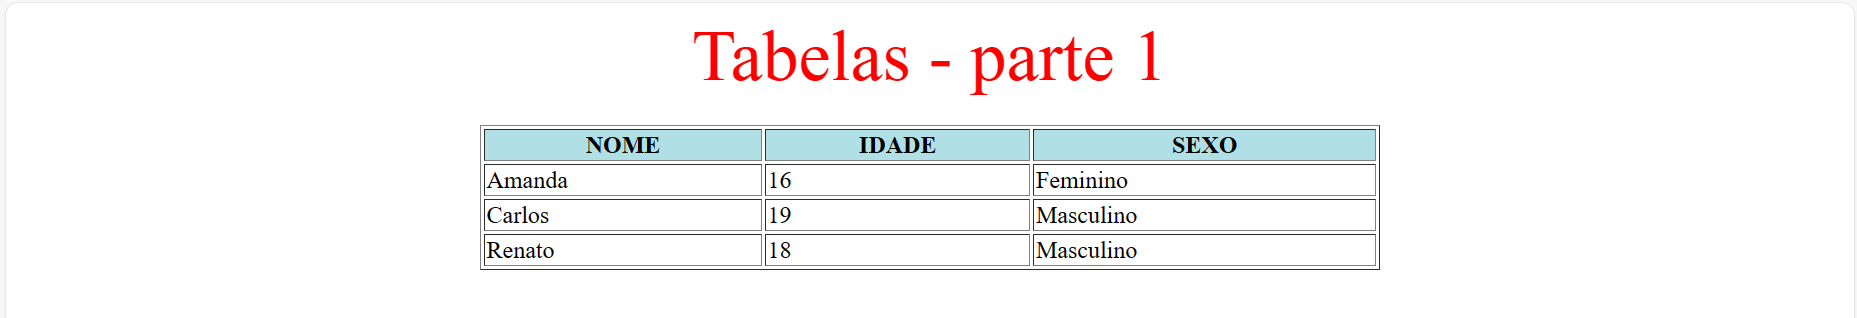 Tabelas - parte 1
NOME IDADE SEXO
Amanda 16 Feminino
Carlos 19 Masculino
Renato 18 Masculino